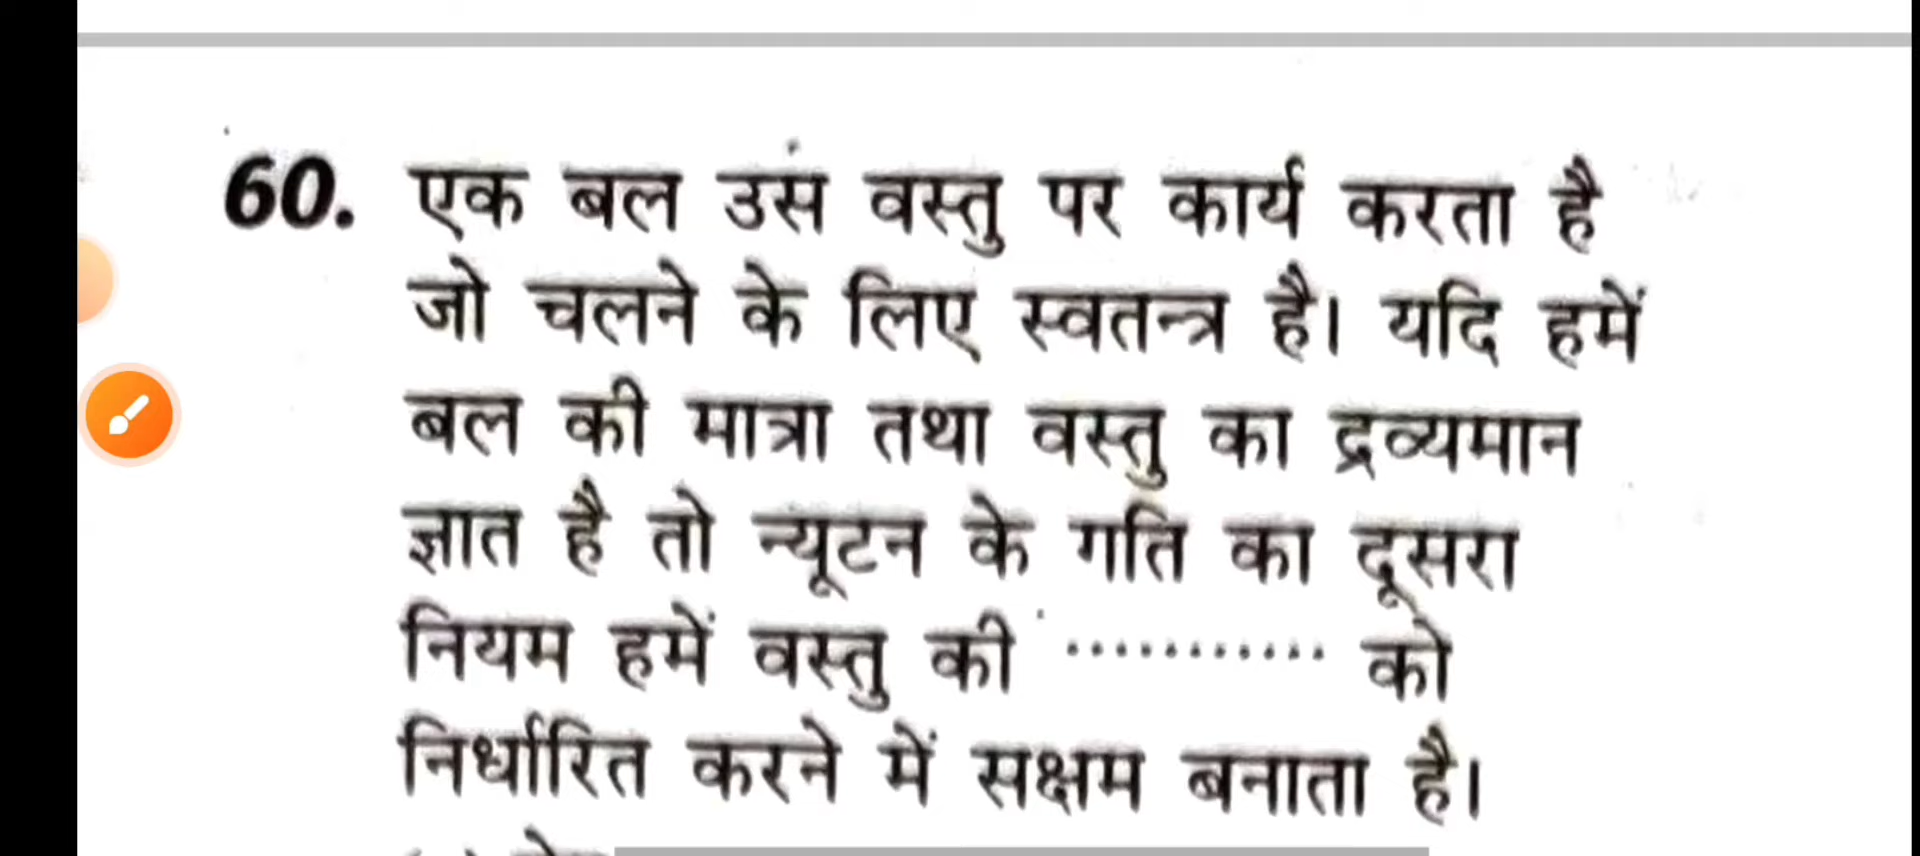 60. एक बल उस वस्तु पर कार्य करता है
जो चलने के लिए स्वतन्त्र है। यदि हमें
बल की मात्रा तथा वस्तु का द्रव्यमान
ज्ञात है तो न्यूटन के गति का दूसरा
नियम हमें वस्तु की ........... को
निर्धारित करने में सक्षम बनाता है।